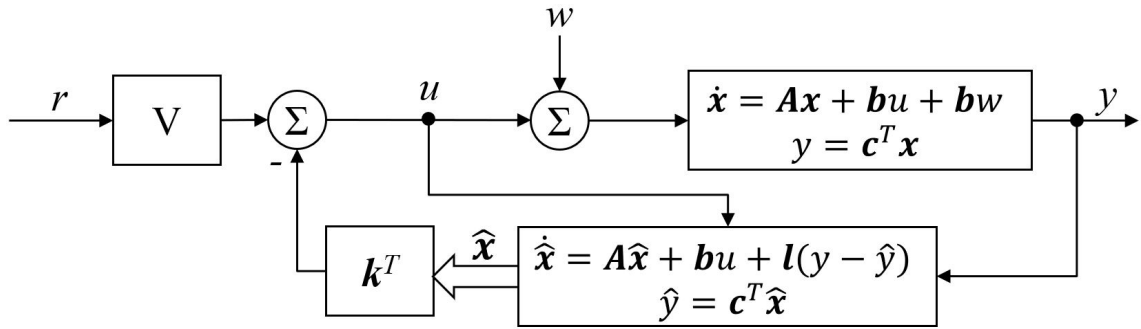 w
r
V
Σ
u
Σ
ẋ = Ax + bu + bw
y = cᵀx
y
-
kᵀ
x̂
x̂̇ = Ax̂ + bu + l(y − ŷ)
ŷ = cᵀx̂